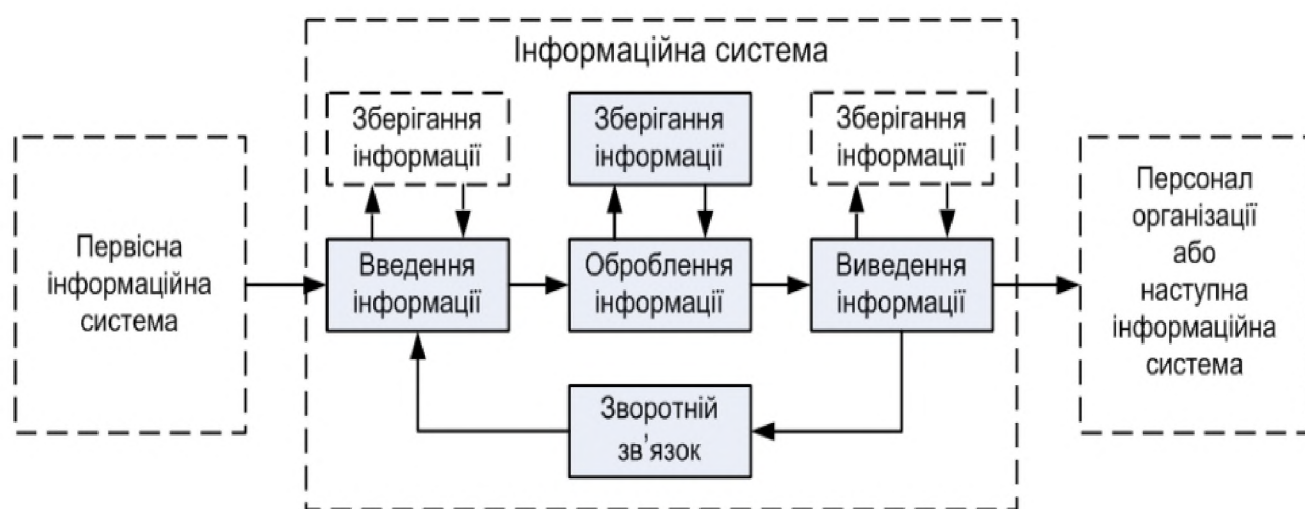 Інформаційна система
Зберігання
інформації
Зберігання
інформації
Зберігання
інформації
Первісна
інформаційна
система
Введення
інформації
Оброблення
інформації
Виведення
інформації
Персонал
організації
або
наступна
інформаційна
система
Зворотній
зв’язок